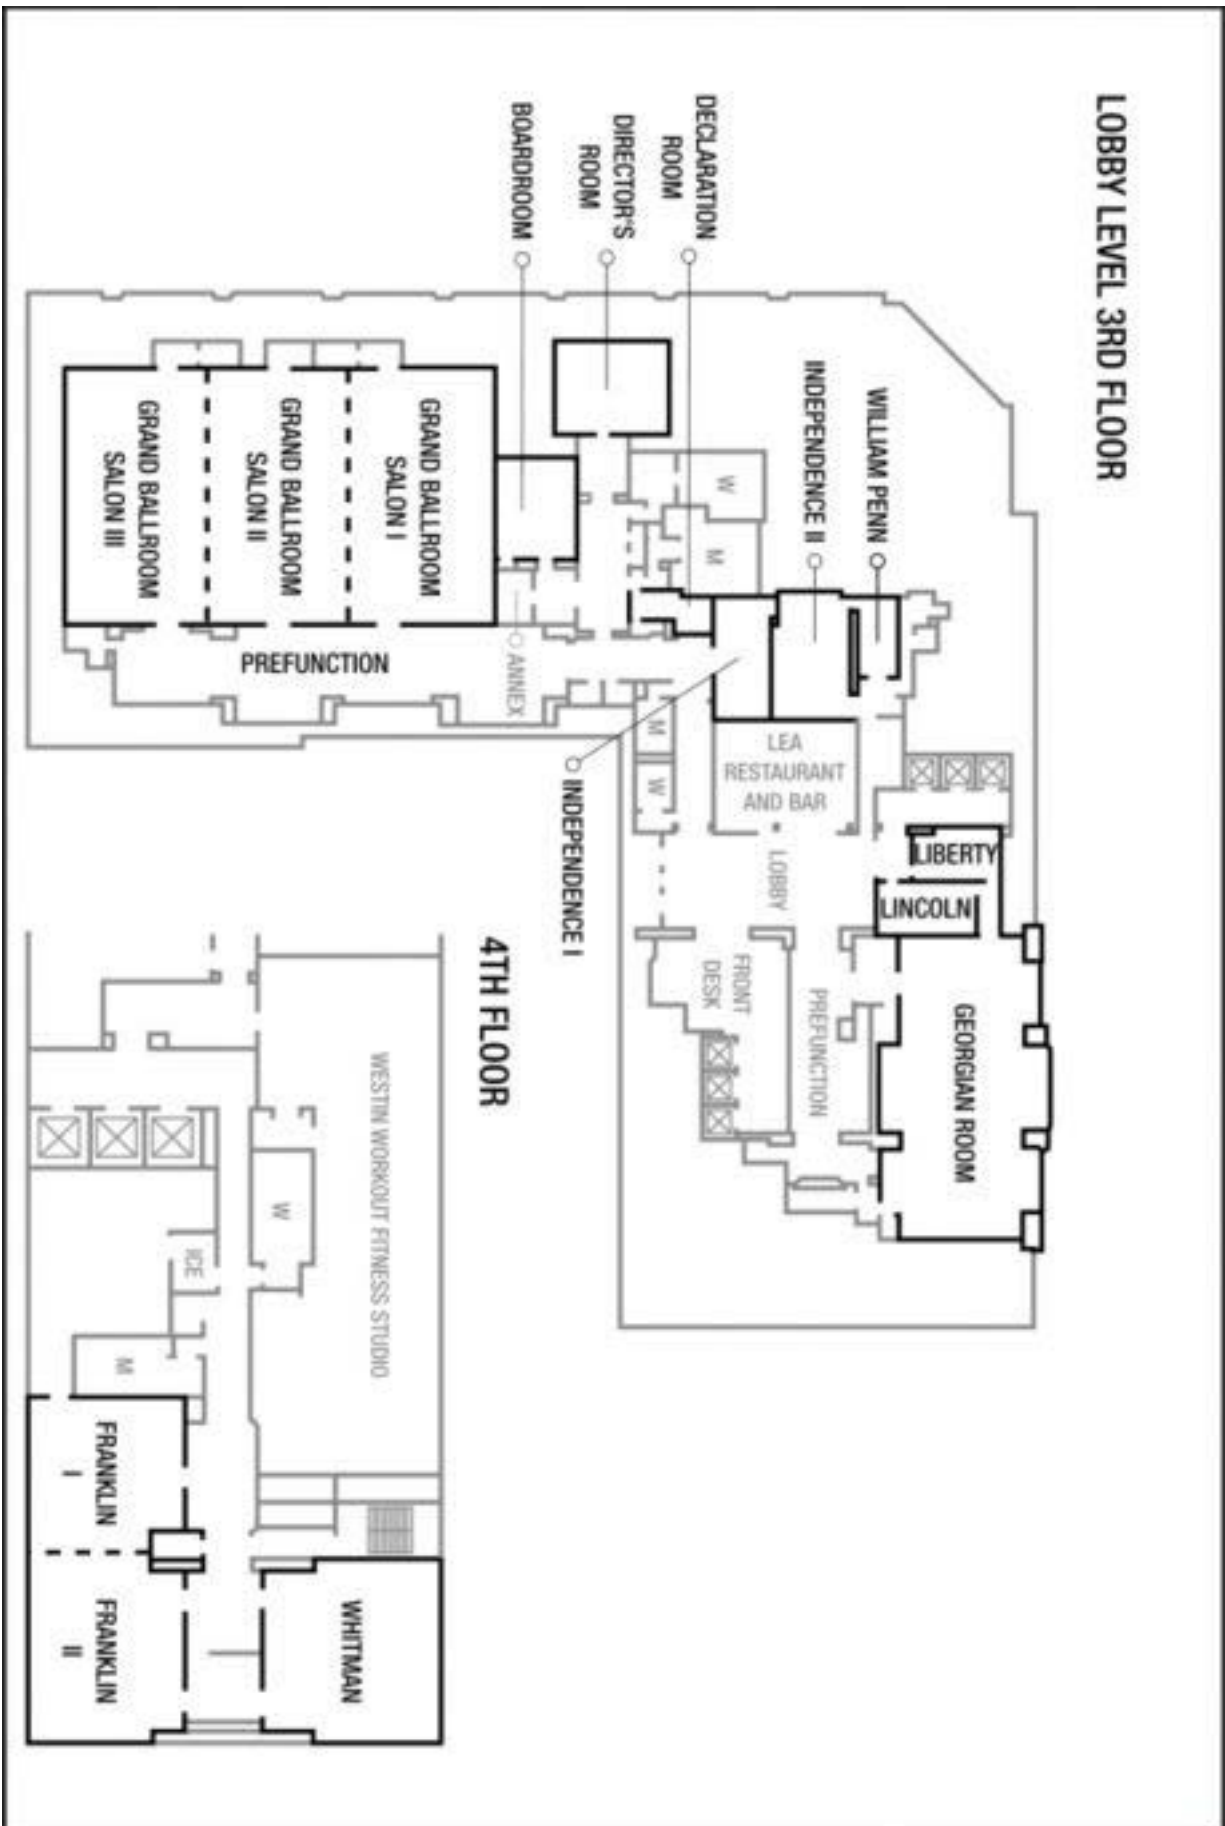 LOBBY LEVEL 3RD FLOOR
WILLIAM PENN
INDEPENDENCE II
DECLARATION
ROOM
DIRECTOR'S
ROOM
BOARDROOM
W
M
LIBERTY
LINCOLN
GEORGIAN ROOM
LEA
RESTAURANT
AND BAR
LOBBY
PREFUNCTION
FRONT
DESK
M
W
INDEPENDENCE I
ANNEX
GRAND BALLROOM
SALON I
GRAND BALLROOM
SALON II
GRAND BALLROOM
SALON III
PREFUNCTION
4TH FLOOR
WESTIN WORKOUT FITNESS STUDIO
W
ICE
M
WHITMAN
FRANKLIN
I
FRANKLIN
II